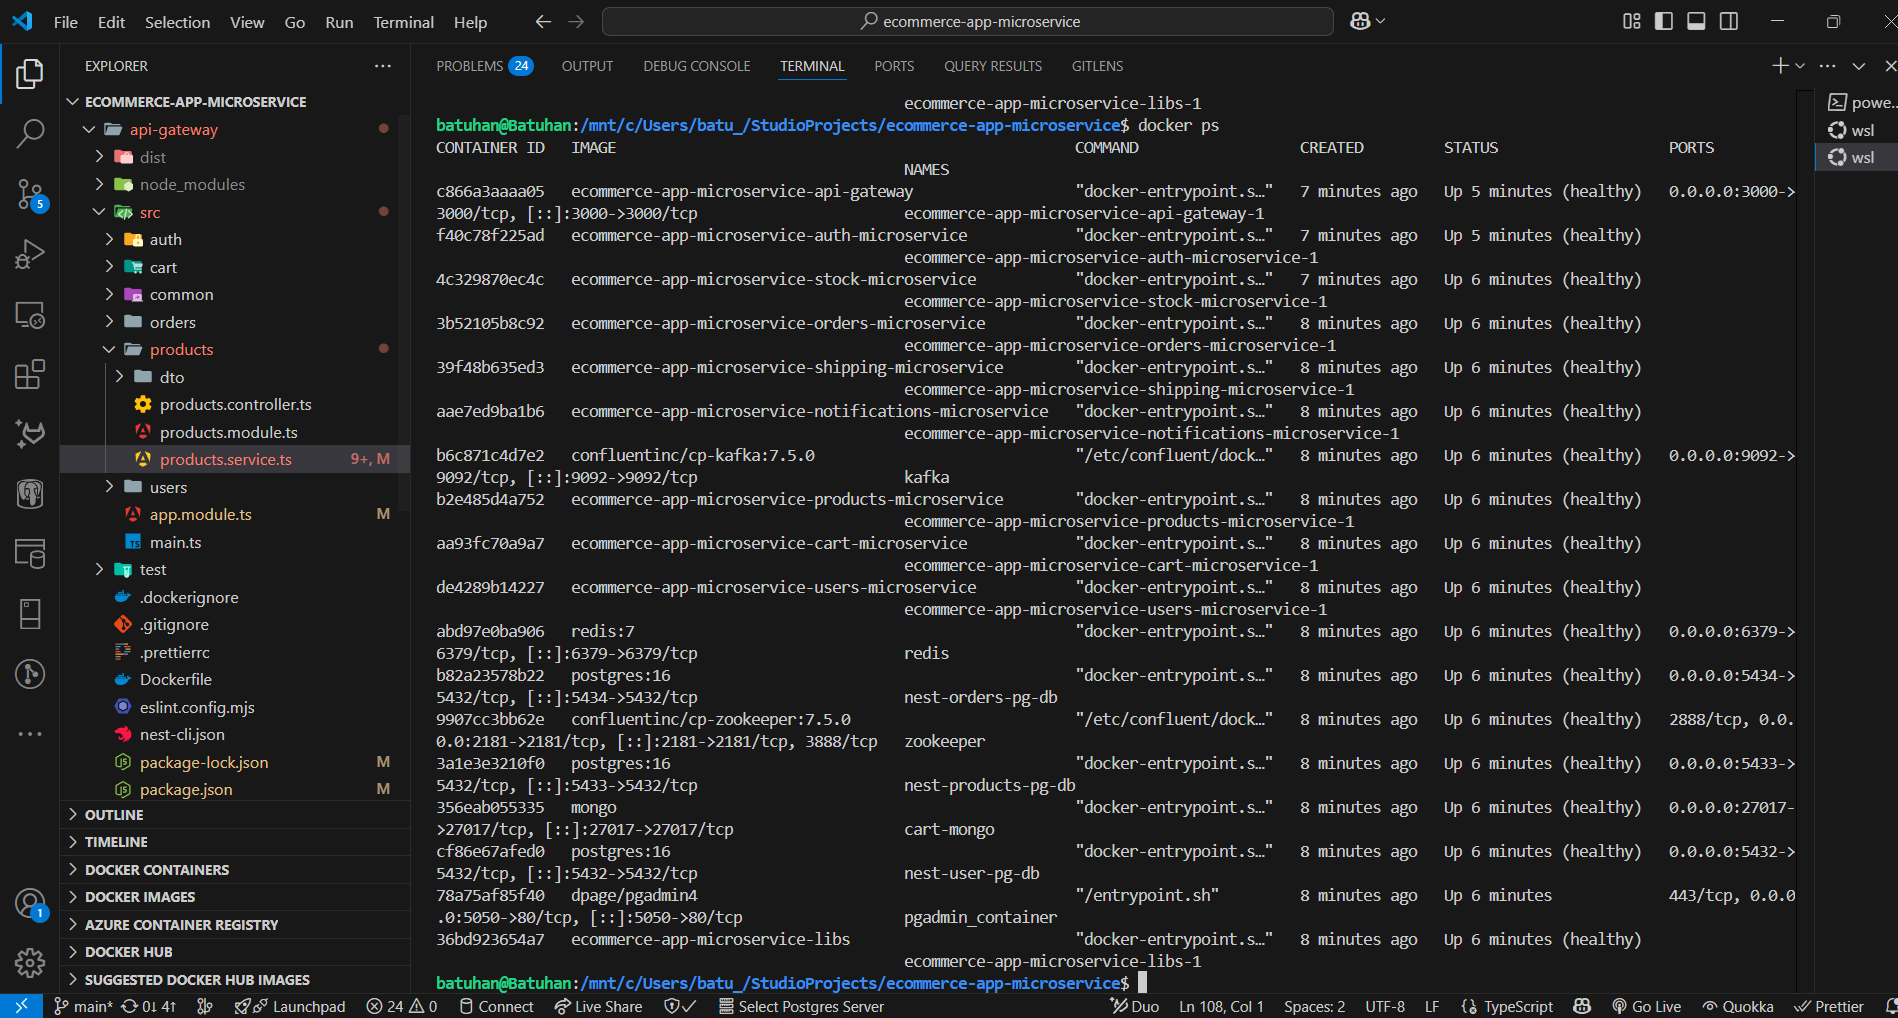 File Edit Selection View Go Run Terminal Help
ecommerce-app-microservice
EXPLORER
ECOMMERCE-APP-MICROSERVICE
api-gateway
dist
node_modules
src
auth
cart
common
orders
products
dto
products.controller.ts
products.module.ts
products.service.ts 9+, M
users
app.module.ts M
main.ts
test
.dockerignore
.gitignore
.prettierrc
Dockerfile
eslint.config.mjs
nest-cli.json
package-lock.json M
package.json M
OUTLINE
TIMELINE
DOCKER CONTAINERS
DOCKER IMAGES
AZURE CONTAINER REGISTRY
DOCKER HUB
SUGGESTED DOCKER HUB IMAGES
5
1
PROBLEMS 24 OUTPUT DEBUG CONSOLE TERMINAL PORTS QUERY RESULTS GITLENS
ecommerce-app-microservice-libs-1
batuhan@Batuhan:/mnt/c/Users/batu_/StudioProjects/ecommerce-app-microservice$ docker ps
CONTAINER ID IMAGE COMMAND CREATED STATUS PORTS
NAMES
c866a3aaaa05 ecommerce-app-microservice-api-gateway "docker-entrypoint.s…" 7 minutes ago Up 5 minutes (healthy) 0.0.0.0:3000->
3000/tcp, [::]:3000->3000/tcp ecommerce-app-microservice-api-gateway-1
f40c78f225ad ecommerce-app-microservice-auth-microservice "docker-entrypoint.s…" 7 minutes ago Up 5 minutes (healthy)
ecommerce-app-microservice-auth-microservice-1
4c329870ec4c ecommerce-app-microservice-stock-microservice "docker-entrypoint.s…" 7 minutes ago Up 6 minutes (healthy)
ecommerce-app-microservice-stock-microservice-1
3b52105b8c92 ecommerce-app-microservice-orders-microservice "docker-entrypoint.s…" 8 minutes ago Up 6 minutes (healthy)
ecommerce-app-microservice-orders-microservice-1
39f48b635ed3 ecommerce-app-microservice-shipping-microservice "docker-entrypoint.s…" 8 minutes ago Up 6 minutes (healthy)
ecommerce-app-microservice-shipping-microservice-1
aae7ed9ba1b6 ecommerce-app-microservice-notifications-microservice "docker-entrypoint.s…" 8 minutes ago Up 6 minutes (healthy)
ecommerce-app-microservice-notifications-microservice-1
b6c871c4d7e2 confluentinc/cp-kafka:7.5.0 "/etc/confluent/dock…" 8 minutes ago Up 6 minutes (healthy) 0.0.0.0:9092->
9092/tcp, [::]:9092->9092/tcp kafka
b2e485d4a752 ecommerce-app-microservice-products-microservice "docker-entrypoint.s…" 8 minutes ago Up 6 minutes (healthy)
ecommerce-app-microservice-products-microservice-1
aa93fc70a9a7 ecommerce-app-microservice-cart-microservice "docker-entrypoint.s…" 8 minutes ago Up 6 minutes (healthy)
ecommerce-app-microservice-cart-microservice-1
de4289b14227 ecommerce-app-microservice-users-microservice "docker-entrypoint.s…" 8 minutes ago Up 6 minutes (healthy)
ecommerce-app-microservice-users-microservice-1
abd97e0ba906 redis:7 "docker-entrypoint.s…" 8 minutes ago Up 6 minutes (healthy) 0.0.0.0:6379->
6379/tcp, [::]:6379->6379/tcp redis
b82a23578b22 postgres:16 "docker-entrypoint.s…" 8 minutes ago Up 6 minutes (healthy) 0.0.0.0:5434->
5432/tcp, [::]:5434->5432/tcp nest-orders-pg-db
9907cc3bb62e confluentinc/cp-zookeeper:7.5.0 "/etc/confluent/dock…" 8 minutes ago Up 6 minutes (healthy) 2888/tcp, 0.0.
0.0:2181->2181/tcp, [::]:2181->2181/tcp, 3888/tcp zookeeper
3a1e3e3210f0 postgres:16 "docker-entrypoint.s…" 8 minutes ago Up 6 minutes (healthy) 0.0.0.0:5433->
5432/tcp, [::]:5433->5432/tcp nest-products-pg-db
356eab055335 mongo "docker-entrypoint.s…" 8 minutes ago Up 6 minutes (healthy) 0.0.0.0:27017-
>27017/tcp, [::]:27017->27017/tcp cart-mongo
cf86e67afed0 postgres:16 "docker-entrypoint.s…" 8 minutes ago Up 6 minutes (healthy) 0.0.0.0:5432->
5432/tcp, [::]:5432->5432/tcp nest-user-pg-db
78a75af85f40 dpage/pgadmin4 "/entrypoint.sh" 8 minutes ago Up 6 minutes 443/tcp, 0.0.0
.0:5050->80/tcp, [::]:5050->80/tcp pgadmin_container
36bd923654a7 ecommerce-app-microservice-libs "docker-entrypoint.s…" 8 minutes ago Up 6 minutes (healthy)
ecommerce-app-microservice-libs-1
batuhan@Batuhan:/mnt/c/Users/batu_/StudioProjects/ecommerce-app-microservice$
powe...
wsl
wsl
main* 0↓ 4↑ Launchpad 24 0 Connect Live Share Select Postgres Server Duo Ln 108, Col 1 Spaces: 2 UTF-8 LF TypeScript Go Live Quokka Prettier